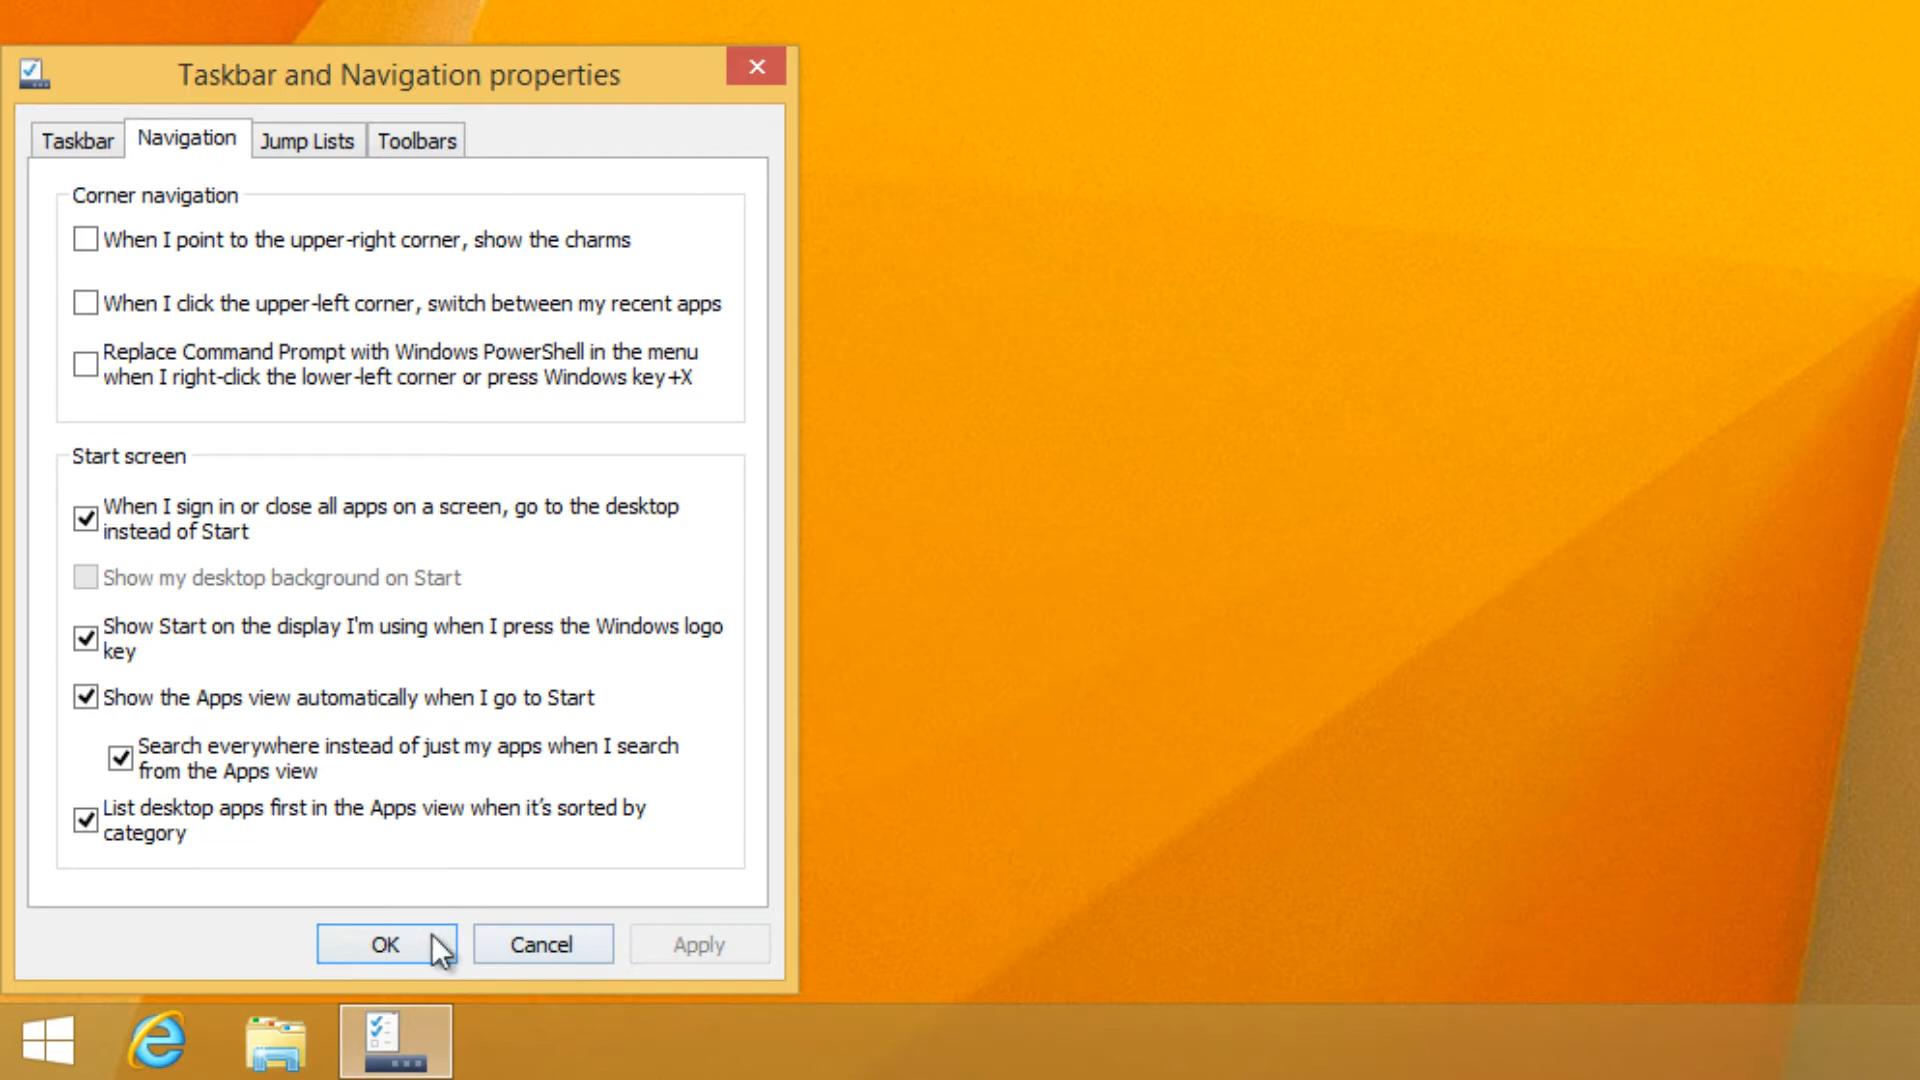 Taskbar and Navigation properties
Taskbar
Navigation
Jump Lists
Toolbars
Corner navigation
When I point to the upper-right corner, show the charms
When I click the upper-left corner, switch between my recent apps
Replace Command Prompt with Windows PowerShell in the menu
when I right-click the lower-left corner or press Windows key+X
Start screen
When I sign in or close all apps on a screen, go to the desktop
instead of Start
Show my desktop background on Start
Show Start on the display I'm using when I press the Windows logo
key
Show the Apps view automatically when I go to Start
Search everywhere instead of just my apps when I search
from the Apps view
List desktop apps first in the Apps view when it's sorted by
category
OK
Cancel
Apply